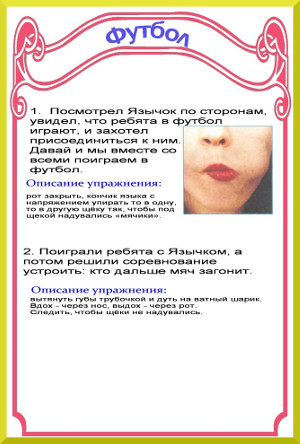 футбол
1. Посмотрел Язычок по сторонам,
увидел, что ребята в футбол
играют, и захотел
присоединиться к ним.
Давай и мы вместе со
всеми поиграем в
футбол.
Описание упражнения:
рот закрыть, кончик языка с
напряжением упирать то в одну,
то в другую щёку так, чтобы под
щекой надувались «мячики».
2. Поиграли ребята с Язычком, а
потом решили соревнование
устроить: кто дальше мяч загонит.
Описание упражнения:
вытянуть губы трубочкой и дуть на ватный шарик.
Вдох - через нос, выдох - через рот.
Следить, чтобы щёки не надувались.